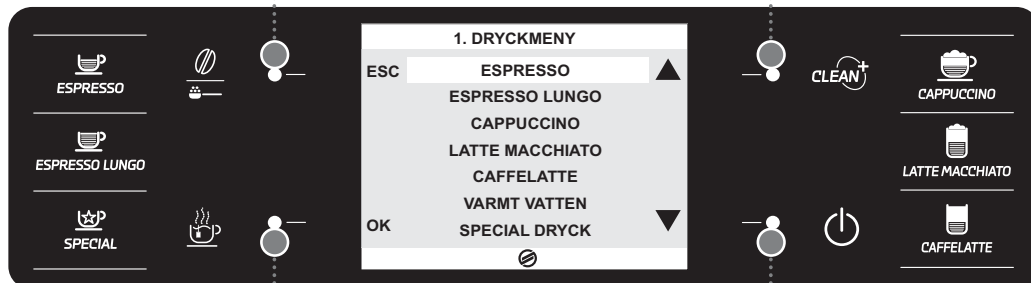 ESPRESSO
ESPRESSO LUNGO
SPECIAL
1. DRYCKMENY
ESC
ESPRESSO
ESPRESSO LUNGO
CAPPUCCINO
LATTE MACCHIATO
CAFFELATTE
VARMT VATTEN
SPECIAL DRYCK
OK
CLEAN+
CAPPUCCINO
LATTE MACCHIATO
CAFFELATTE